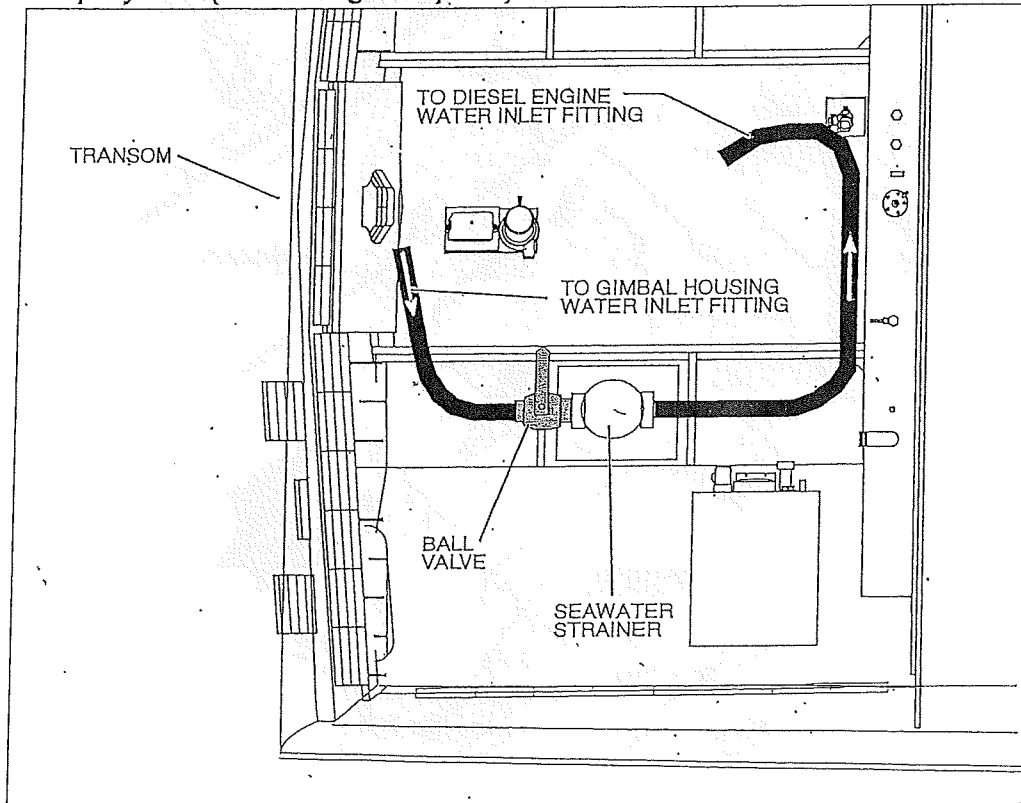 TO DIESEL ENGINE
WATER INLET FITTING
TRANSOM
TO GIMBAL HOUSING
WATER INLET FITTING
BALL
VALVE
SEAWATER
STRAINER